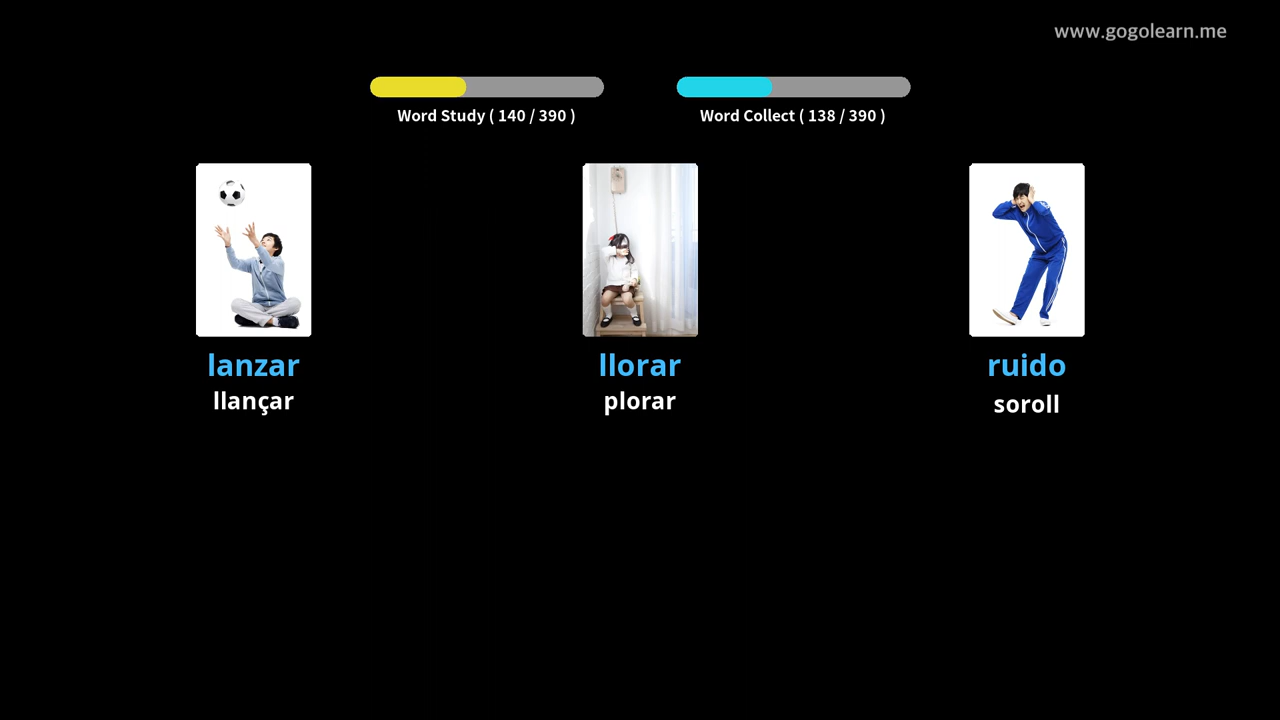 www.gogolearn.me
Word Study ( 140 / 390 )
Word Collect ( 138 / 390 )
lanzar
llançar
llorar
plorar
ruido
soroll